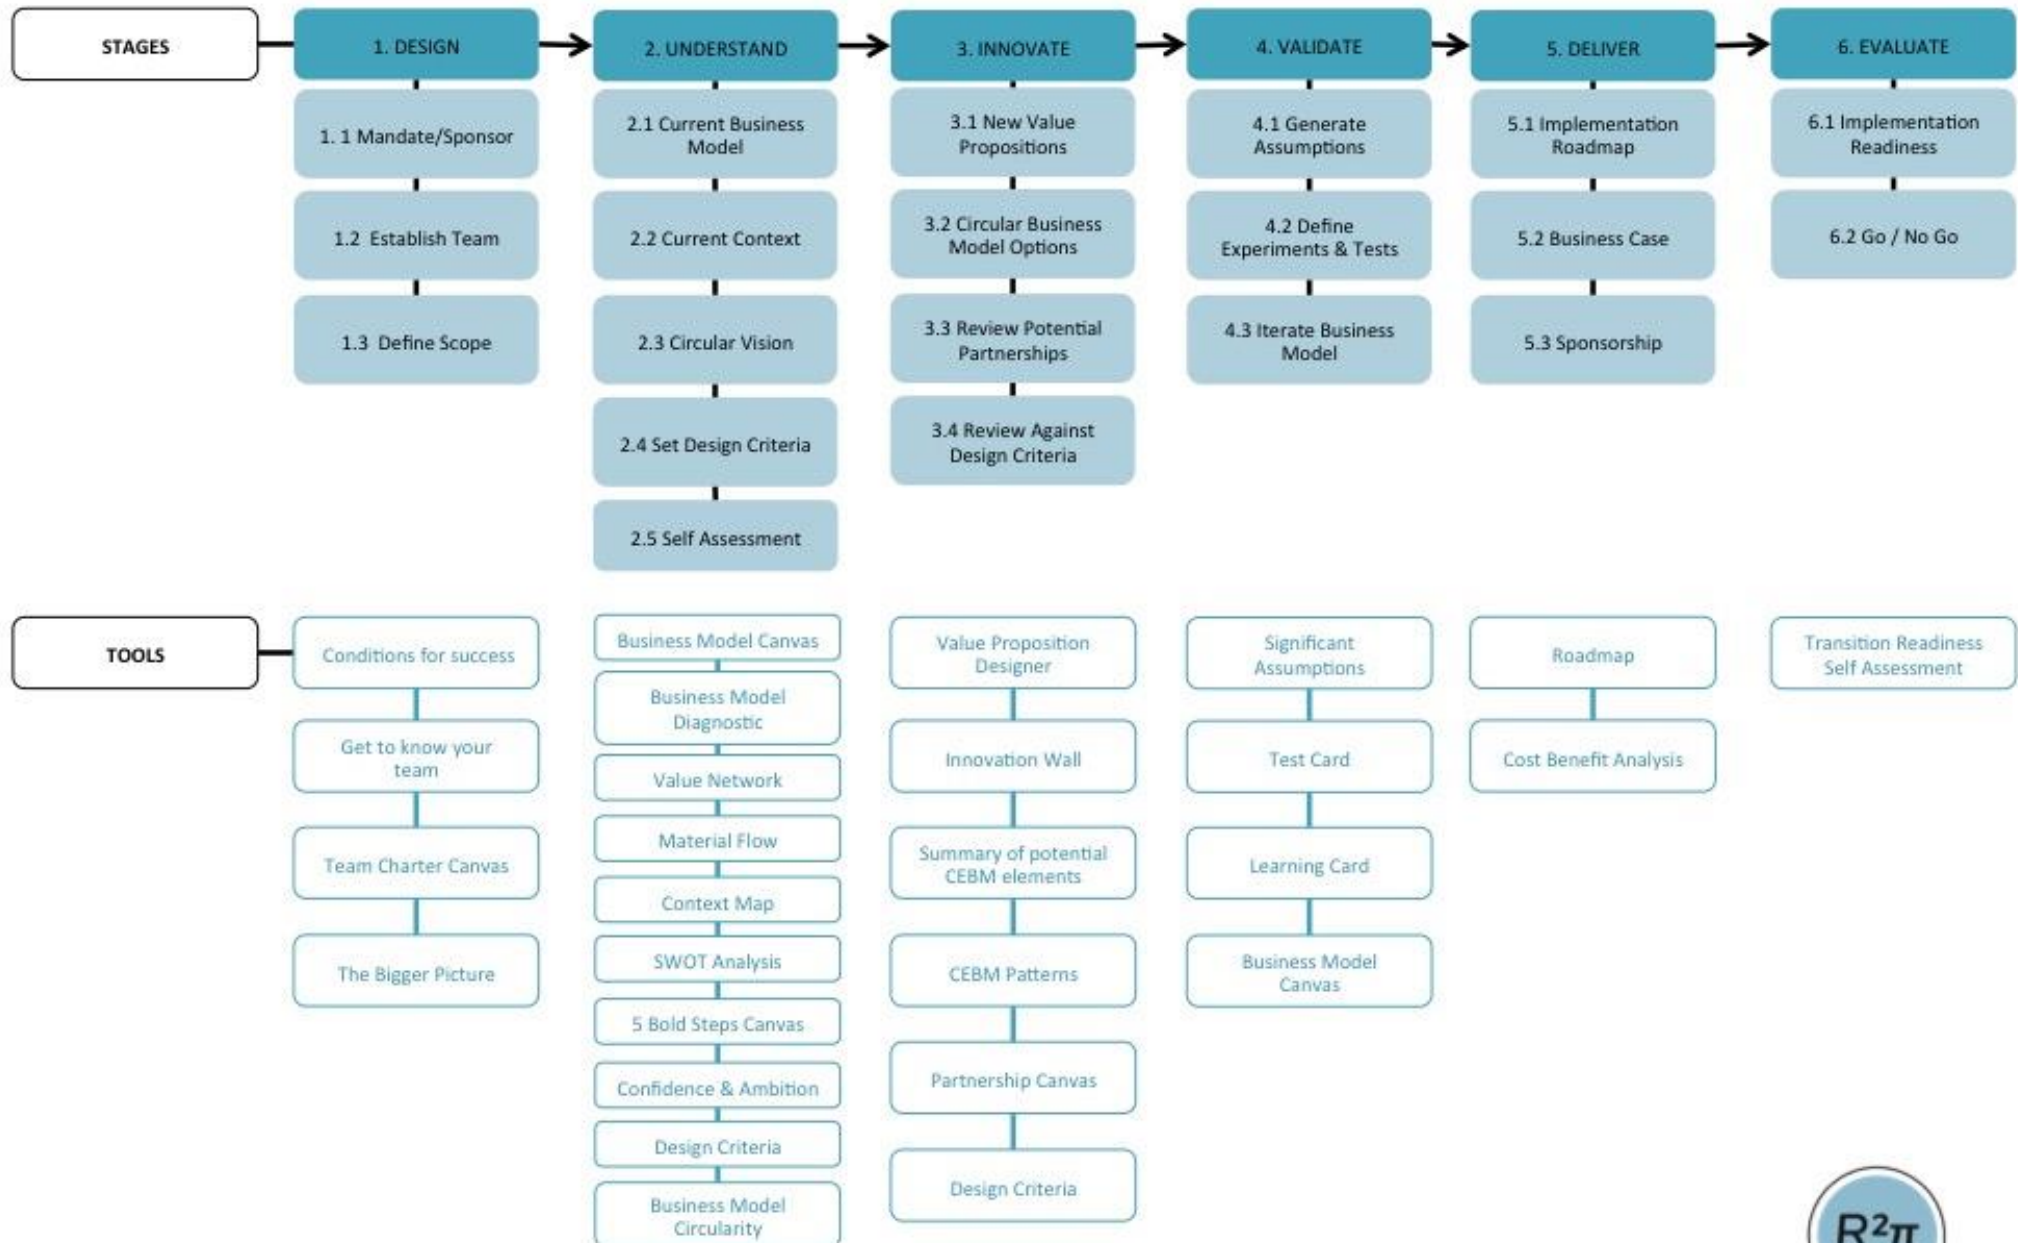 STAGES
1. DESIGN
2. UNDERSTAND
3. INNOVATE
4. VALIDATE
5. DELIVER
6. EVALUATE
1. 1 Mandate/Sponsor
1.2 Establish Team
1.3 Define Scope
2.1 Current Business
Model
2.2 Current Context
2.3 Circular Vision
2.4 Set Design Criteria
2.5 Self Assessment
3.1 New Value
Propositions
3.2 Circular Business
Model Options
3.3 Review Potential
Partnerships
3.4 Review Against
Design Criteria
4.1 Generate
Assumptions
4.2 Define
Experiments & Tests
4.3 Iterate Business
Model
5.1 Implementation
Roadmap
5.2 Business Case
5.3 Sponsorship
6.1 Implementation
Readiness
6.2 Go / No Go
TOOLS
Conditions for success
Get to know your
team
Team Charter Canvas
The Bigger Picture
Business Model Canvas
Business Model
Diagnostic
Value Network
Material Flow
Context Map
SWOT Analysis
5 Bold Steps Canvas
Confidence & Ambition
Design Criteria
Business Model
Circularity
Value Proposition
Designer
Innovation Wall
Summary of potential
CEBM elements
CEBM Patterns
Partnership Canvas
Design Criteria
Significant
Assumptions
Test Card
Learning Card
Business Model
Canvas
Roadmap
Cost Benefit Analysis
Transition Readiness
Self Assessment
R²π